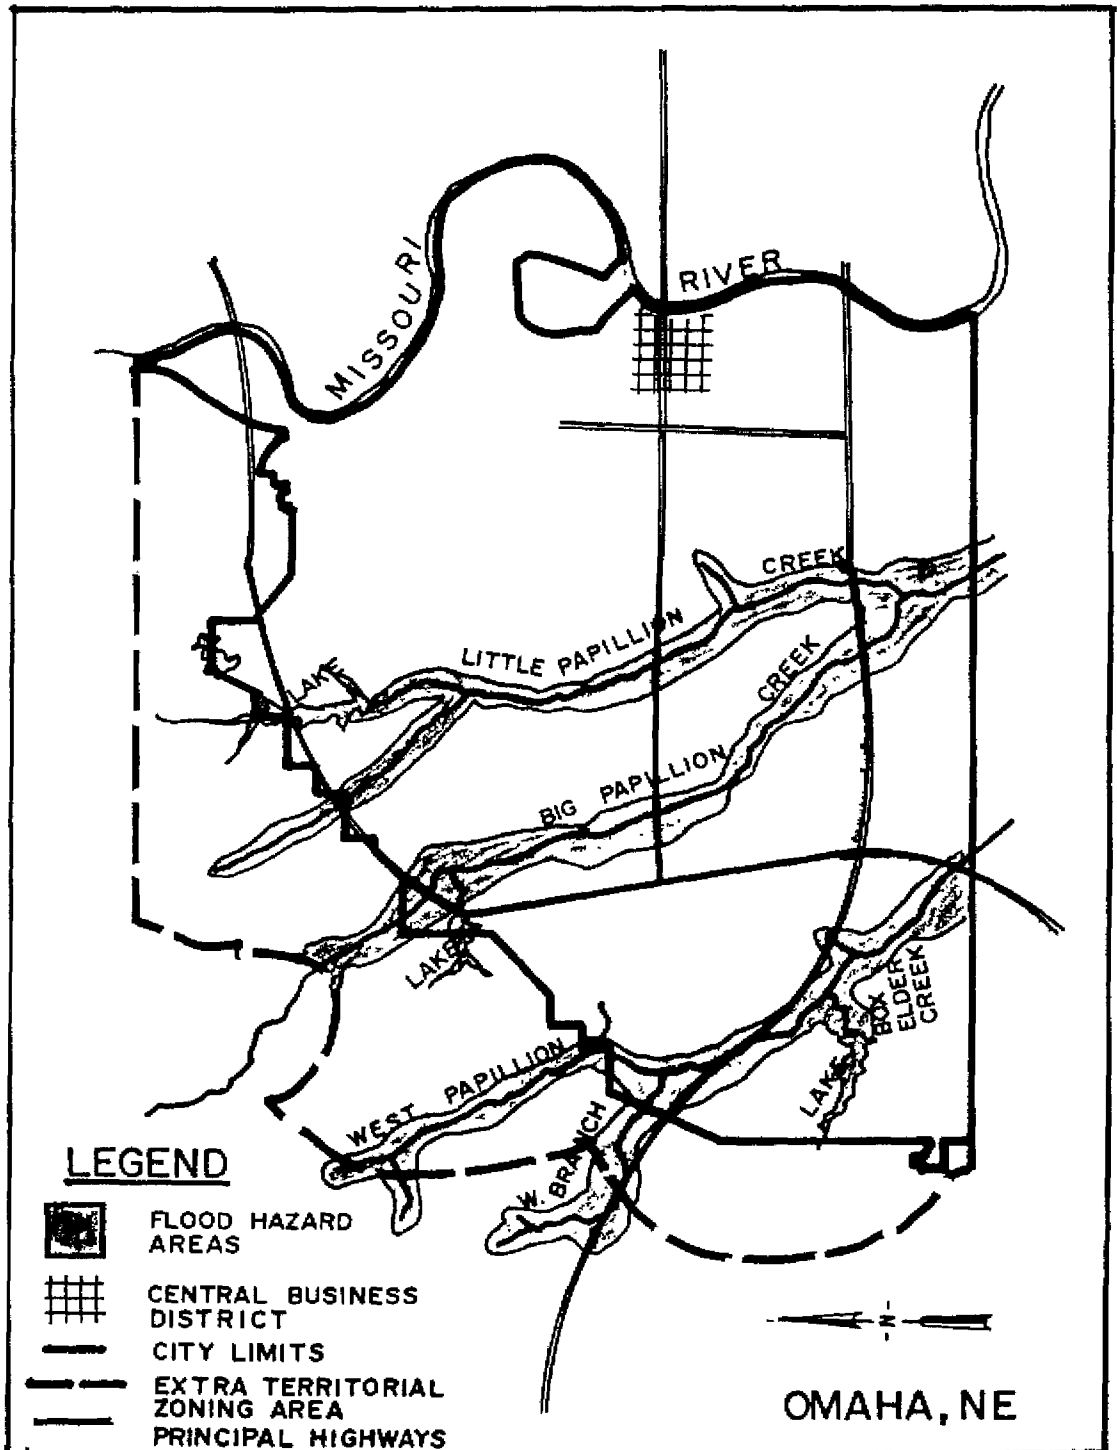 MISSOURI
RIVER
CREEK
LITTLE PAPILLION
LAKE
CREEK
BIG PAPILLION
LAKE
BOX
ELDER
CREEK
WEST PAPILLION
LAKE
W. BRANCH
LEGEND
FLOOD HAZARD
AREAS
CENTRAL BUSINESS
DISTRICT
CITY LIMITS
EXTRA TERRITORIAL
ZONING AREA
PRINCIPAL HIGHWAYS
-N-
OMAHA, NE